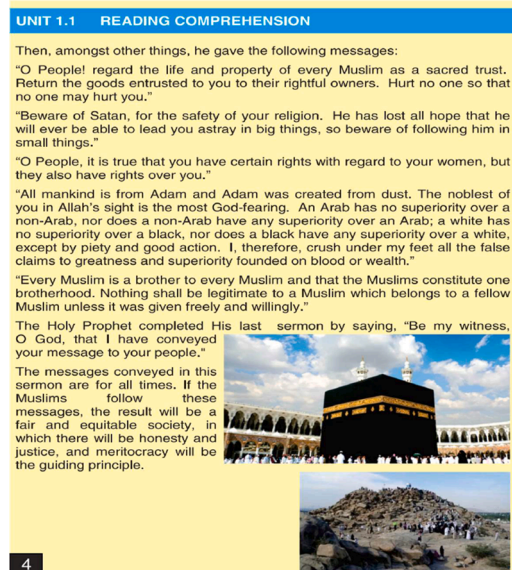 UNIT 1.1 READING COMPREHENSION
Then, amongst other things, he gave the following messages:
“O People! regard the life and property of every Muslim as a sacred trust.
Return the goods entrusted to you to their rightful owners. Hurt no one so that
no one may hurt you.”
“Beware of Satan, for the safety of your religion. He has lost all hope that he
will ever be able to lead you astray in big things, so beware of following him in
small things.”
“O People, it is true that you have certain rights with regard to your women, but
they also have rights over you.”
“All mankind is from Adam and Adam was created from dust. The noblest of
you in Allah’s sight is the most God-fearing. An Arab has no superiority over a
non-Arab, nor does a non-Arab have any superiority over an Arab; a white has
no superiority over a black, nor does a black have any superiority over a white,
except by piety and good action. I, therefore, crush under my feet all the false
claims to greatness and superiority founded on blood or wealth.”
“Every Muslim is a brother to every Muslim and that the Muslims constitute one
brotherhood. Nothing shall be legitimate to a Muslim which belongs to a fellow
Muslim unless it was given freely and willingly.”
The Holy Prophet completed His last sermon by saying, “Be my witness,
O God, that I have conveyed
your message to your people.”
The messages conveyed in this
sermon are for all times. If the
Muslims follow these
messages, the result will be a
fair and equitable society, in
which there will be honesty and
justice, and meritocracy will be
the guiding principle.
4